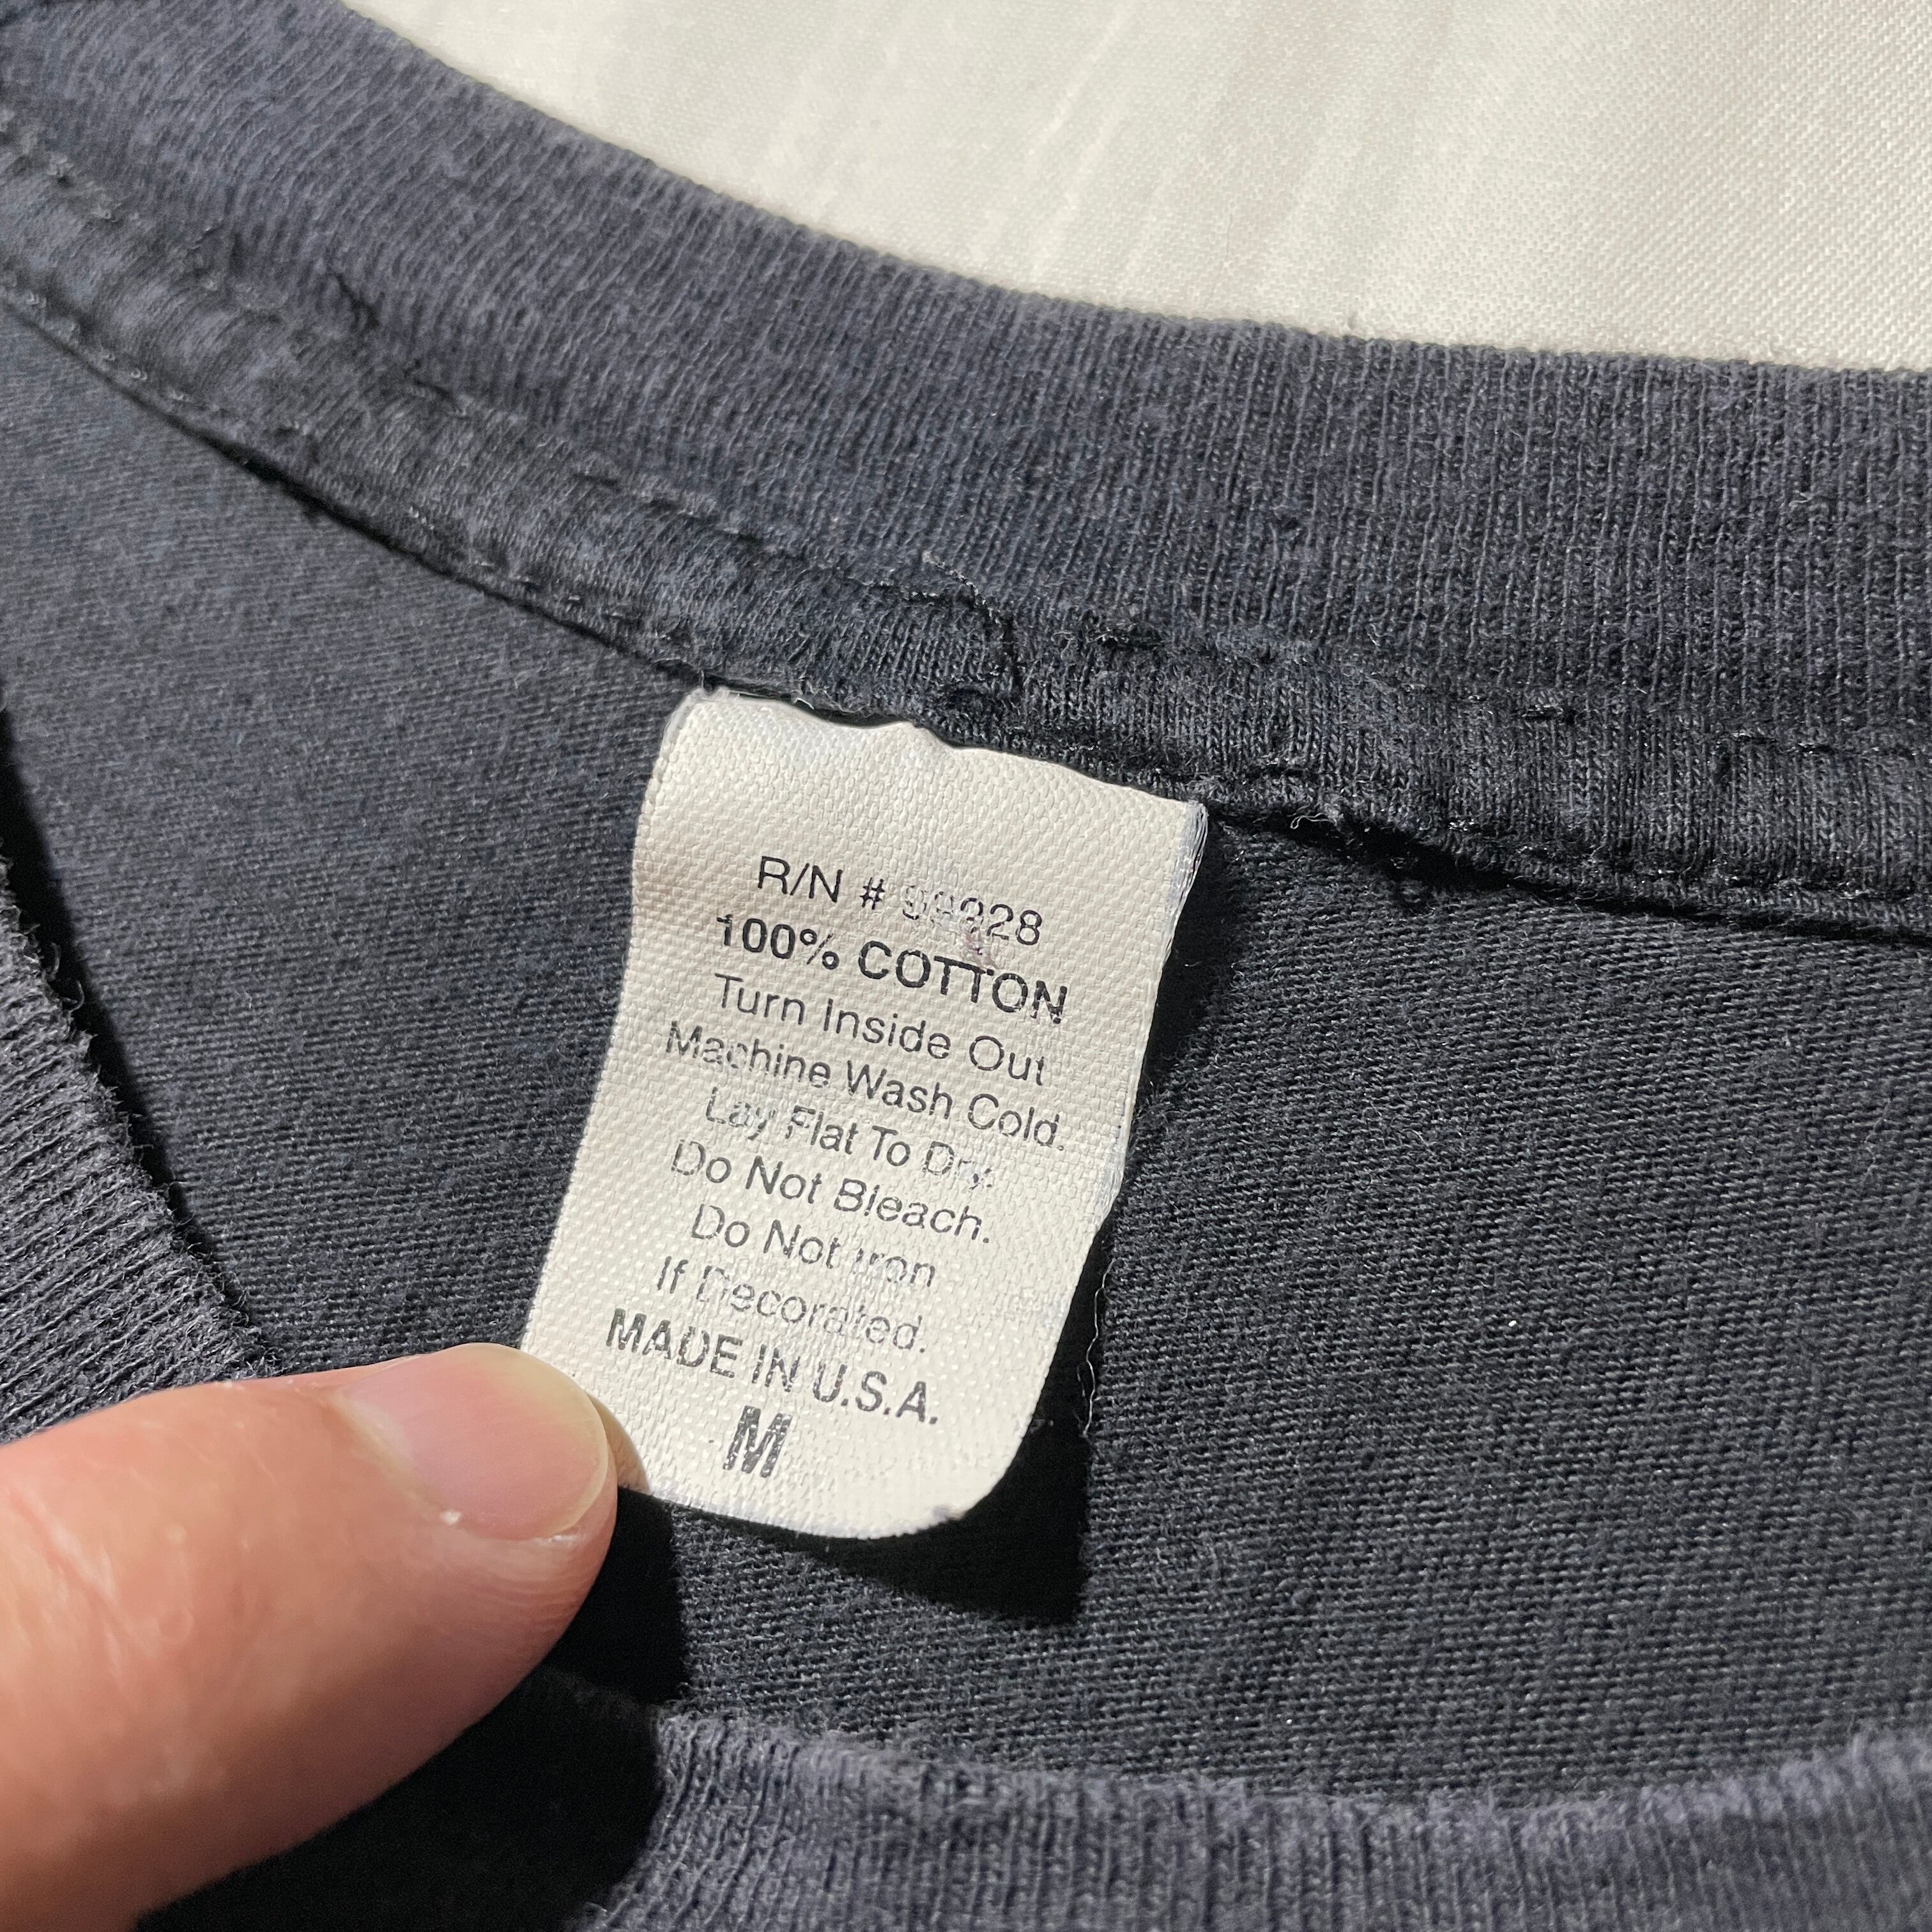 R/N #
100% COTTON
Turn Inside Out
Machine Wash Cold.
Lay Flat To Dry.
Do Not Bleach.
Do Not Iron
If Decorated.
MADE IN U.S.A.
M